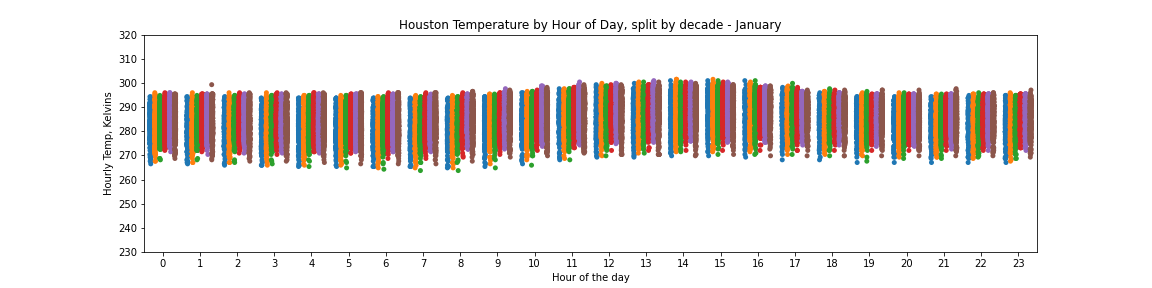 Houston Temperature by Hour of Day, split by decade - January
320
310
300
290
280
270
260
250
240
230
Hourly Temp, Kelvins
0 1 2 3 4 5 6 7 8 9 10 11 12 13 14 15 16 17 18 19 20 21 22 23
Hour of the day